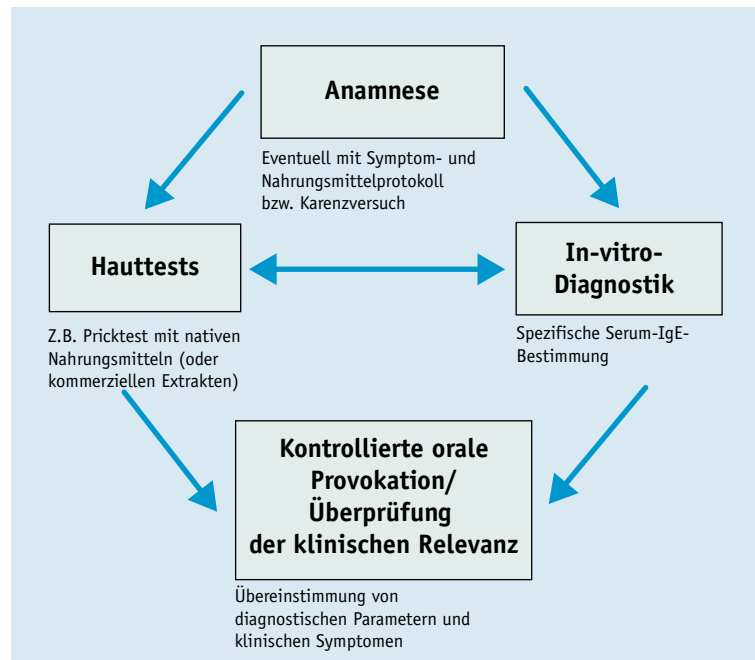 Anamnese
Eventuell mit Symptom- und
Nahrungsmittelprotokoll
bzw. Karenzversuch
Hauttests
Z.B. Pricktest mit nativen
Nahrungsmitteln (oder
kommerziellen Extrakten)
In-vitro-
Diagnostik
Spezifische Serum-IgE-
Bestimmung
Kontrollierte orale
Provokation/
Überprüfung
der klinischen Relevanz
Übereinstimmung von
diagnostischen Parametern und
klinischen Symptomen